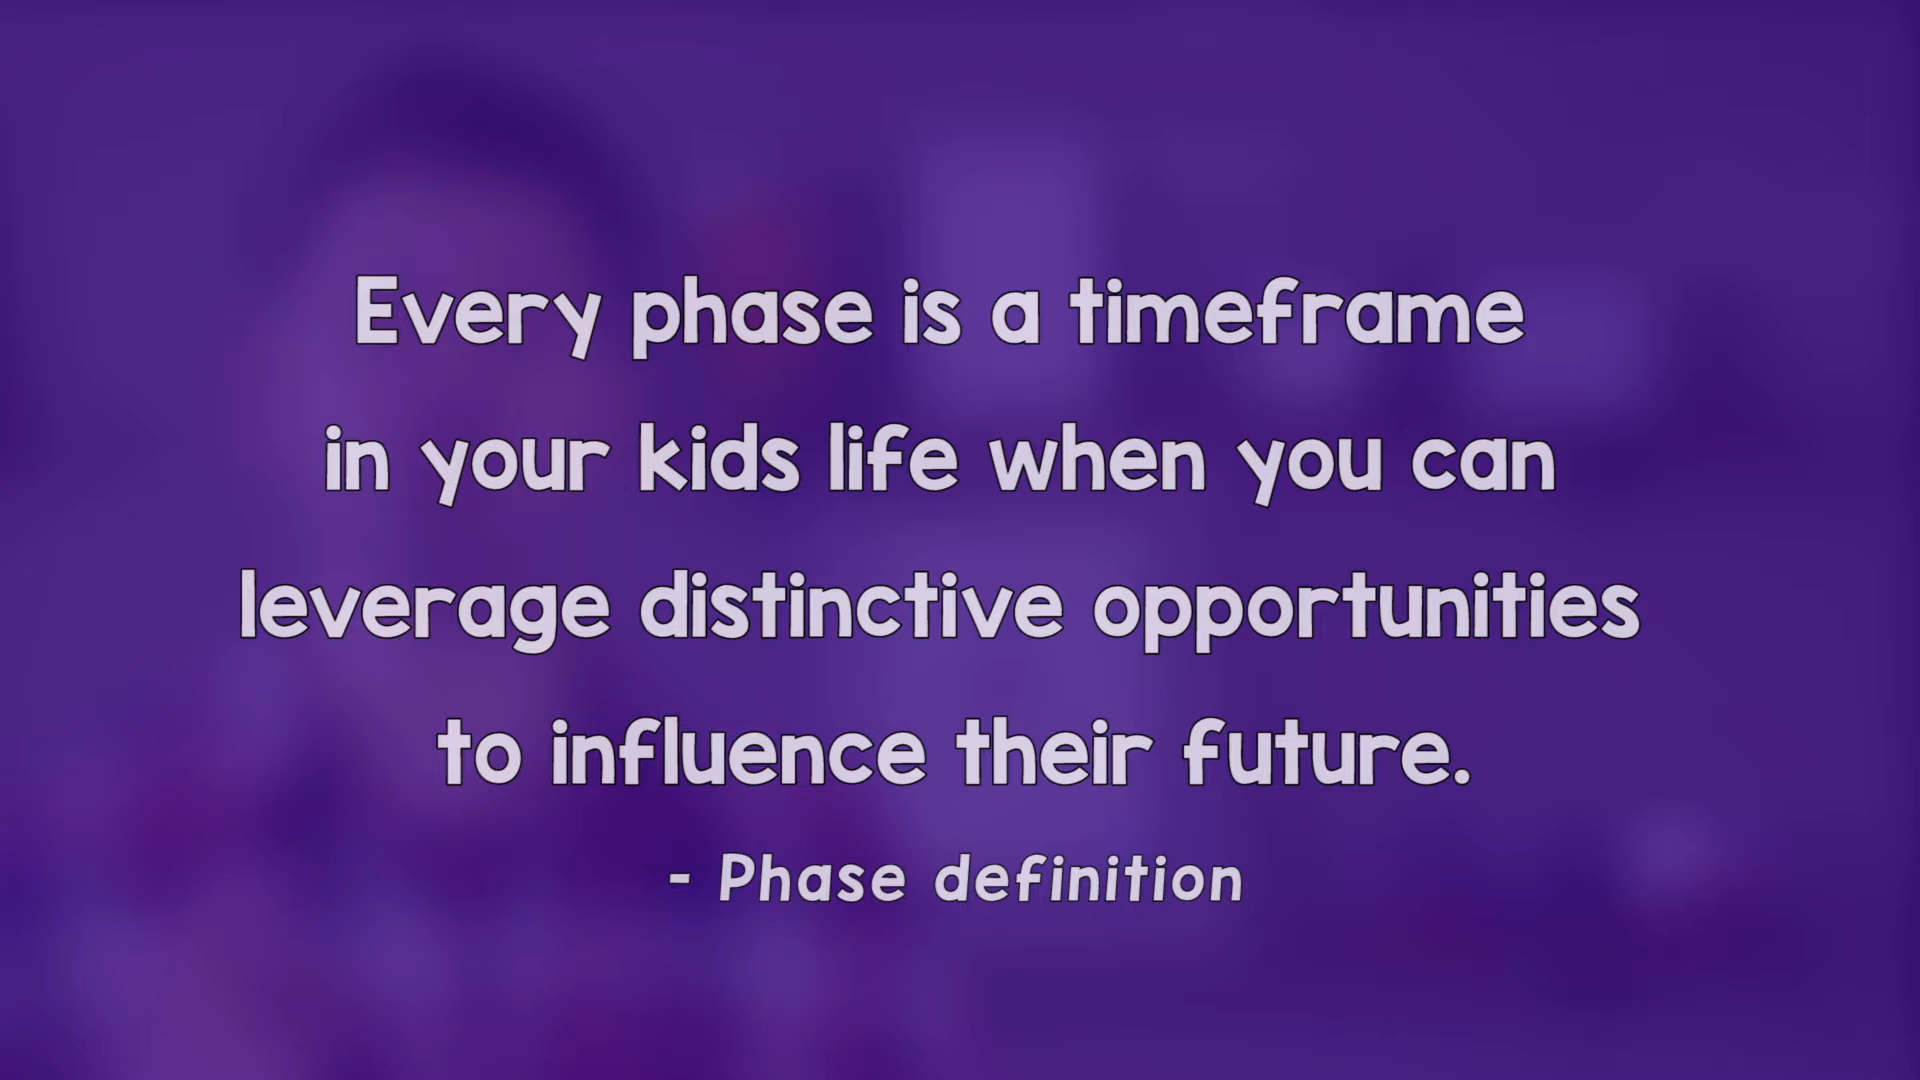 Every phase is a timeframe
in your kids life when you can
leverage distinctive opportunities
to influence their future.
- Phase definition